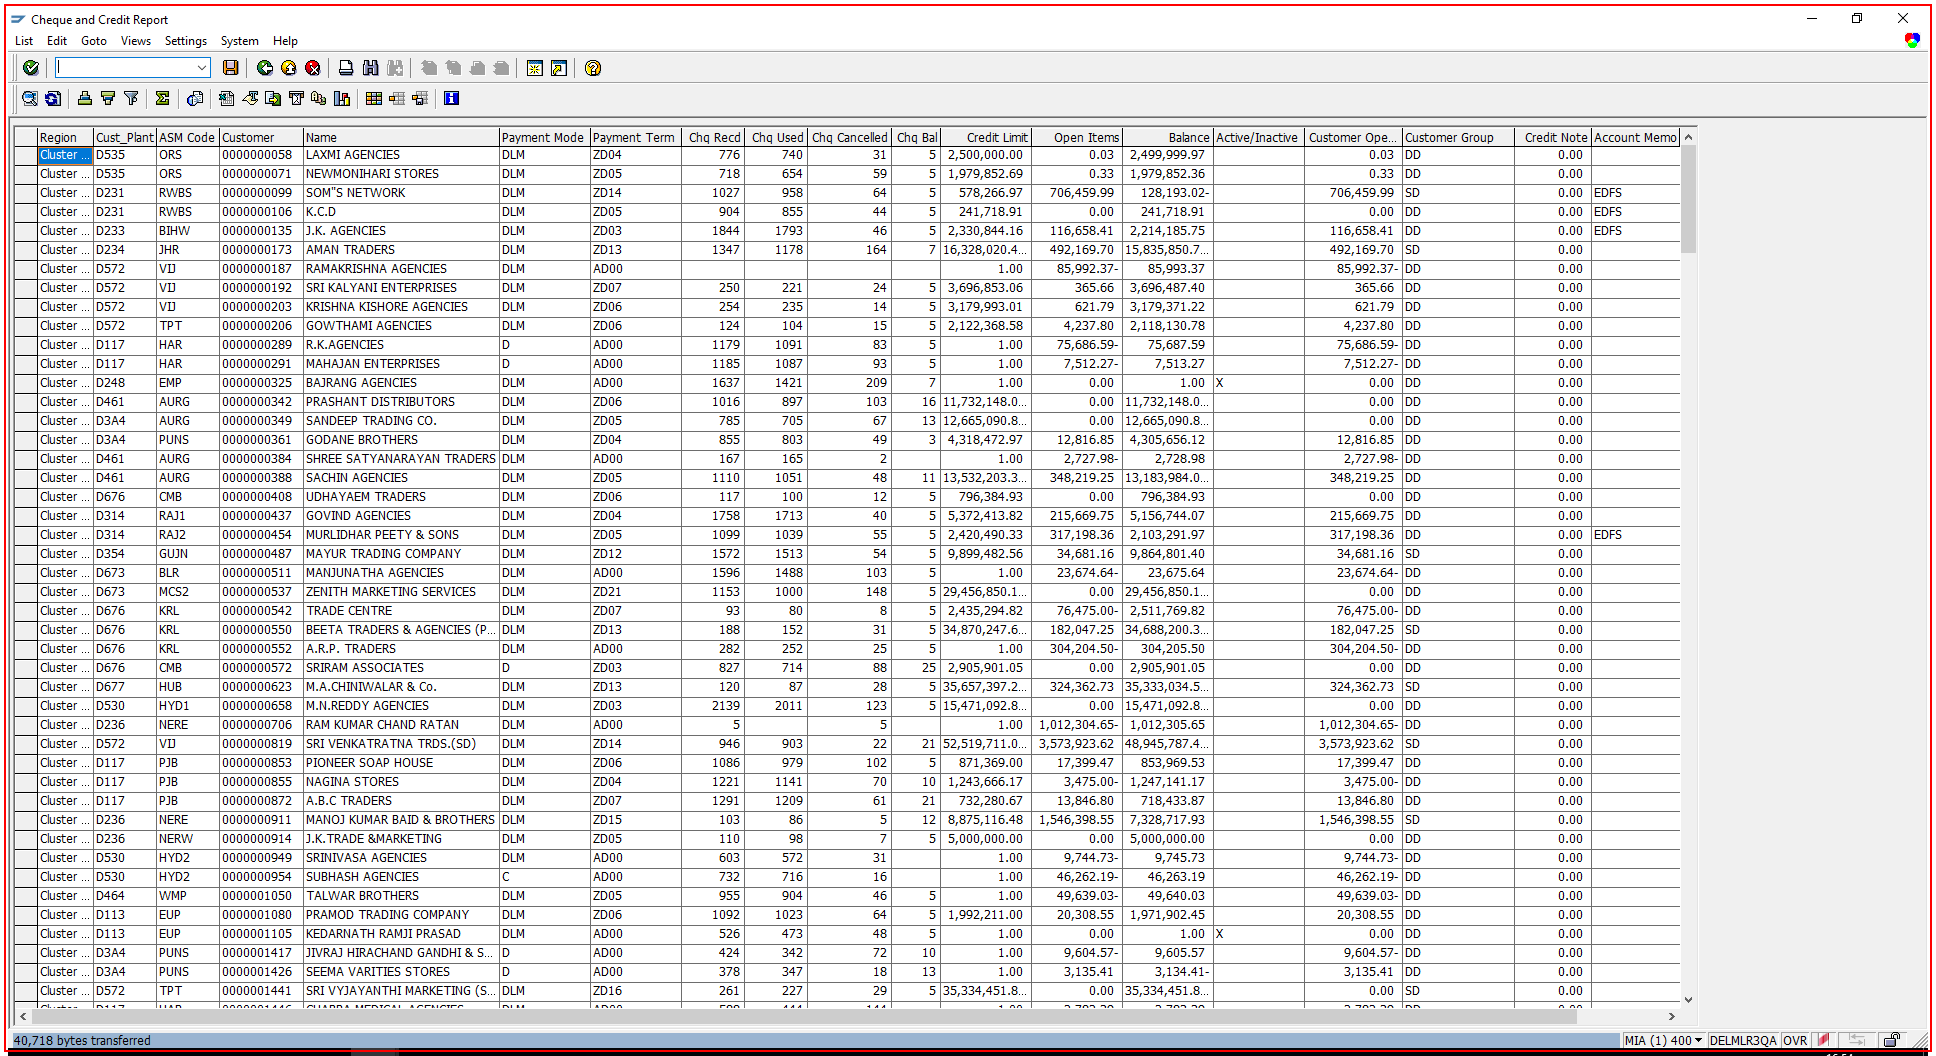 Cheque and Credit Report
List Edit Goto Views Settings System Help
Region Cust_Plant ASM Code Customer Name Payment Mode Payment Term Chq Recd Chq Used Chq Cancelled Chq Bal Credit Limit Open Items Balance Active/Inactive Customer Ope... Customer Group Credit Note Account Memo
Cluster ... D535 ORS 0000000058 LAXMI AGENCIES DLM ZD04 776 740 31 5 2,500,000.00 0.03 2,499,999.97 0.03 DD 0.00
Cluster ... D535 ORS 0000000071 NEWMONIHARI STORES DLM ZD05 718 654 59 5 1,979,852.69 0.33 1,979,852.36 0.33 DD 0.00
Cluster ... D231 RWBS 0000000099 SOM"S NETWORK DLM ZD14 1027 958 64 5 578,266.97 706,459.99 128,193.02- 706,459.99 SD 0.00 EDFS
Cluster ... D231 RWBS 0000000106 K.C.D DLM ZD05 904 855 44 5 241,718.91 0.00 241,718.91 0.00 DD 0.00 EDFS
Cluster ... D233 BIHW 0000000135 J.K. AGENCIES DLM ZD03 1844 1793 46 5 2,330,844.16 116,658.41 2,214,185.75 116,658.41 DD 0.00 EDFS
Cluster ... D234 JHR 0000000173 AMAN TRADERS DLM ZD13 1347 1178 164 7 16,328,020.4... 492,169.70 15,835,850.7... 492,169.70 SD 0.00
Cluster ... D572 VIJ 0000000187 RAMAKRISHNA AGENCIES DLM AD00 1.00 85,992.37- 85,993.37 85,992.37- DD 0.00
Cluster ... D572 VIJ 0000000192 SRI KALYANI ENTERPRISES DLM ZD07 250 221 24 5 3,696,853.06 365.66 3,696,487.40 365.66 DD 0.00
Cluster ... D572 VIJ 0000000203 KRISHNA KISHORE AGENCIES DLM ZD06 254 235 14 5 3,179,993.01 621.79 3,179,371.22 621.79 DD 0.00
Cluster ... D572 TPT 0000000206 GOWTHAMI AGENCIES DLM ZD06 124 104 15 5 2,122,368.58 4,237.80 2,118,130.78 4,237.80 DD 0.00
Cluster ... D117 HAR 0000000289 R.K.AGENCIES D AD00 1179 1091 83 5 1.00 75,686.59- 75,687.59 75,686.59- DD 0.00
Cluster ... D117 HAR 0000000291 MAHAJAN ENTERPRISES D AD00 1185 1087 93 5 1.00 7,512.27- 7,513.27 7,512.27- DD 0.00
Cluster ... D248 EMP 0000000325 BAJRANG AGENCIES DLM AD00 1637 1421 209 7 1.00 0.00 1.00 X 0.00 DD 0.00
Cluster ... D461 AURG 0000000342 PRASHANT DISTRIBUTORS DLM ZD06 1016 897 103 16 11,732,148.0... 0.00 11,732,148.0... 0.00 DD 0.00
Cluster ... D3A4 AURG 0000000349 SANDEEP TRADING CO. DLM ZD05 785 705 67 13 12,665,090.8... 0.00 12,665,090.8... 0.00 DD 0.00
Cluster ... D3A4 PUNS 0000000361 GODANE BROTHERS DLM ZD04 855 803 49 3 4,318,472.97 12,816.85 4,305,656.12 12,816.85 DD 0.00
Cluster ... D461 AURG 0000000384 SHREE SATYANARAYAN TRADERS DLM AD00 167 165 2 1.00 2,727.98- 2,728.98 2,727.98- DD 0.00
Cluster ... D461 AURG 0000000388 SACHIN AGENCIES DLM ZD05 1110 1051 48 11 13,532,203.3... 348,219.25 13,183,984.0... 348,219.25 DD 0.00
Cluster ... D676 CMB 0000000408 UDHAYAEM TRADERS DLM ZD06 117 100 12 5 796,384.93 0.00 796,384.93 0.00 DD 0.00
Cluster ... D314 RAJ1 0000000437 GOVIND AGENCIES DLM ZD04 1758 1713 40 5 5,372,413.82 215,669.75 5,156,744.07 215,669.75 DD 0.00
Cluster ... D314 RAJ2 0000000454 MURLIDHAR PEETY & SONS DLM ZD05 1099 1039 55 5 2,420,490.33 317,198.36 2,103,291.97 317,198.36 DD 0.00 EDFS
Cluster ... D354 GUJN 0000000487 MAYUR TRADING COMPANY DLM ZD12 1572 1513 54 5 9,899,482.56 34,681.16 9,864,801.40 34,681.16 SD 0.00
Cluster ... D673 BLR 0000000511 MANJUNATHA AGENCIES DLM AD00 1596 1488 103 5 1.00 23,674.64- 23,675.64 23,674.64- DD 0.00
Cluster ... D673 MCS2 0000000537 ZENITH MARKETING SERVICES DLM ZD21 1153 1000 148 5 29,456,850.1... 0.00 29,456,850.1... 0.00 DD 0.00
Cluster ... D676 KRL 0000000542 TRADE CENTRE DLM ZD07 93 80 8 5 2,435,294.82 76,475.00- 2,511,769.82 76,475.00- DD 0.00
Cluster ... D676 KRL 0000000550 BEETA TRADERS & AGENCIES (P... DLM ZD13 188 152 31 5 34,870,247.6... 182,047.25 34,688,200.3... 182,047.25 SD 0.00
Cluster ... D676 KRL 0000000552 A.R.P. TRADERS DLM AD00 282 252 25 5 1.00 304,204.50- 304,205.50 304,204.50- DD 0.00
Cluster ... D676 CMB 0000000572 SRIRAM ASSOCIATES D ZD03 827 714 88 25 2,905,901.05 0.00 2,905,901.05 0.00 DD 0.00
Cluster ... D677 HUB 0000000623 M.A.CHINIWALAR & Co. DLM ZD13 120 87 28 5 35,657,397.2... 324,362.73 35,333,034.5... 324,362.73 SD 0.00
Cluster ... D530 HYD1 0000000658 M.N.REDDY AGENCIES DLM ZD03 2139 2011 123 5 15,471,092.8... 0.00 15,471,092.8... 0.00 DD 0.00
Cluster ... D236 NERE 0000000706 RAM KUMAR CHAND RATAN DLM AD00 5 5 1.00 1,012,304.65- 1,012,305.65 1,012,304.65- DD 0.00
Cluster ... D572 VIJ 0000000819 SRI VENKATRATNA TRDS.(SD) DLM ZD14 946 903 22 21 52,519,711.0... 3,573,923.62 48,945,787.4... 3,573,923.62 SD 0.00
Cluster ... D117 PJB 0000000853 PIONEER SOAP HOUSE DLM ZD06 1086 979 102 5 871,369.00 17,399.47 853,969.53 17,399.47 DD 0.00
Cluster ... D117 PJB 0000000855 NAGINA STORES DLM ZD04 1221 1141 70 10 1,243,666.17 3,475.00- 1,247,141.17 3,475.00- DD 0.00
Cluster ... D117 PJB 0000000872 A.B.C TRADERS DLM ZD07 1291 1209 61 21 732,280.67 13,846.80 718,433.87 13,846.80 DD 0.00
Cluster ... D236 NERE 0000000911 MANOJ KUMAR BAID & BROTHERS DLM ZD15 103 86 5 12 8,875,116.48 1,546,398.55 7,328,717.93 1,546,398.55 SD 0.00
Cluster ... D236 NERW 0000000914 J.K.TRADE &MARKETING DLM ZD05 110 98 7 5 5,000,000.00 0.00 5,000,000.00 0.00 DD 0.00
Cluster ... D530 HYD2 0000000949 SRINIVASA AGENCIES DLM AD00 603 572 31 1.00 9,744.73- 9,745.73 9,744.73- DD 0.00
Cluster ... D530 HYD2 0000000954 SUBHASH AGENCIES C AD00 732 716 16 1.00 46,262.19- 46,263.19 46,262.19- DD 0.00
Cluster ... D464 WMP 0000001050 TALWAR BROTHERS DLM ZD05 955 904 46 5 1.00 49,639.03- 49,640.03 49,639.03- DD 0.00
Cluster ... D113 EUP 0000001080 PRAMOD TRADING COMPANY DLM ZD06 1092 1023 64 5 1,992,211.00 20,308.55 1,971,902.45 20,308.55 DD 0.00
Cluster ... D113 EUP 0000001105 KEDARNATH RAMJI PRASAD DLM AD00 526 473 48 5 1.00 0.00 1.00 X 0.00 DD 0.00
Cluster ... D3A4 PUNS 0000001417 JIVRAJ HIRACHAND GANDHI & S... D AD00 424 342 72 10 1.00 9,604.57- 9,605.57 9,604.57- DD 0.00
Cluster ... D3A4 PUNS 0000001426 SEEMA VARITIES STORES D AD00 378 347 18 13 1.00 3,135.41 3,134.41- 3,135.41 DD 0.00
Cluster ... D572 TPT 0000001441 SRI VYJAYANTHI MARKETING (S... DLM ZD16 261 227 29 5 35,334,451.8... 0.00 35,334,451.8... 0.00 SD 0.00
40,718 bytes transferred MIA (1) 400 DELMLR3QA OVR